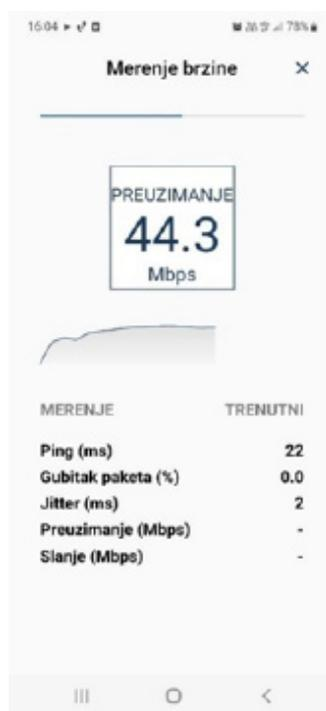 16:04 78%
Merenje brzine
PREUZIMANJE
44.3
Mbps
MERENJE TRENUTNI
Ping (ms) 22
Gubitak paketa (%) 0.0
Jitter (ms) 2
Preuzimanje (Mbps) -
Slanje (Mbps) -